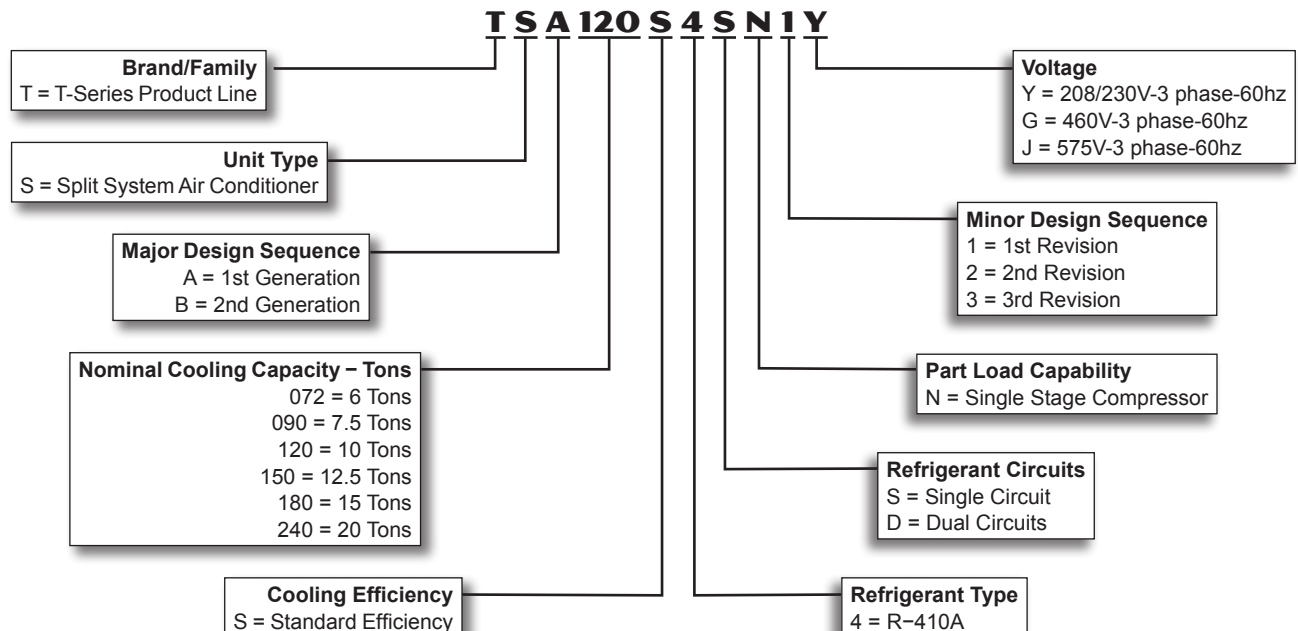 TSA120S4SN1Y
Brand/Family
T = T-Series Product Line
Unit Type
S = Split System Air Conditioner
Major Design Sequence
A = 1st Generation
B = 2nd Generation
Nominal Cooling Capacity − Tons
072 = 6 Tons
090 = 7.5 Tons
120 = 10 Tons
150 = 12.5 Tons
180 = 15 Tons
240 = 20 Tons
Cooling Efficiency
S = Standard Efficiency
Voltage
Y = 208/230V-3 phase-60hz
G = 460V-3 phase-60hz
J = 575V-3 phase-60hz
Minor Design Sequence
1 = 1st Revision
2 = 2nd Revision
3 = 3rd Revision
Part Load Capability
N = Single Stage Compressor
Refrigerant Circuits
S = Single Circuit
D = Dual Circuits
Refrigerant Type
4 = R−410A